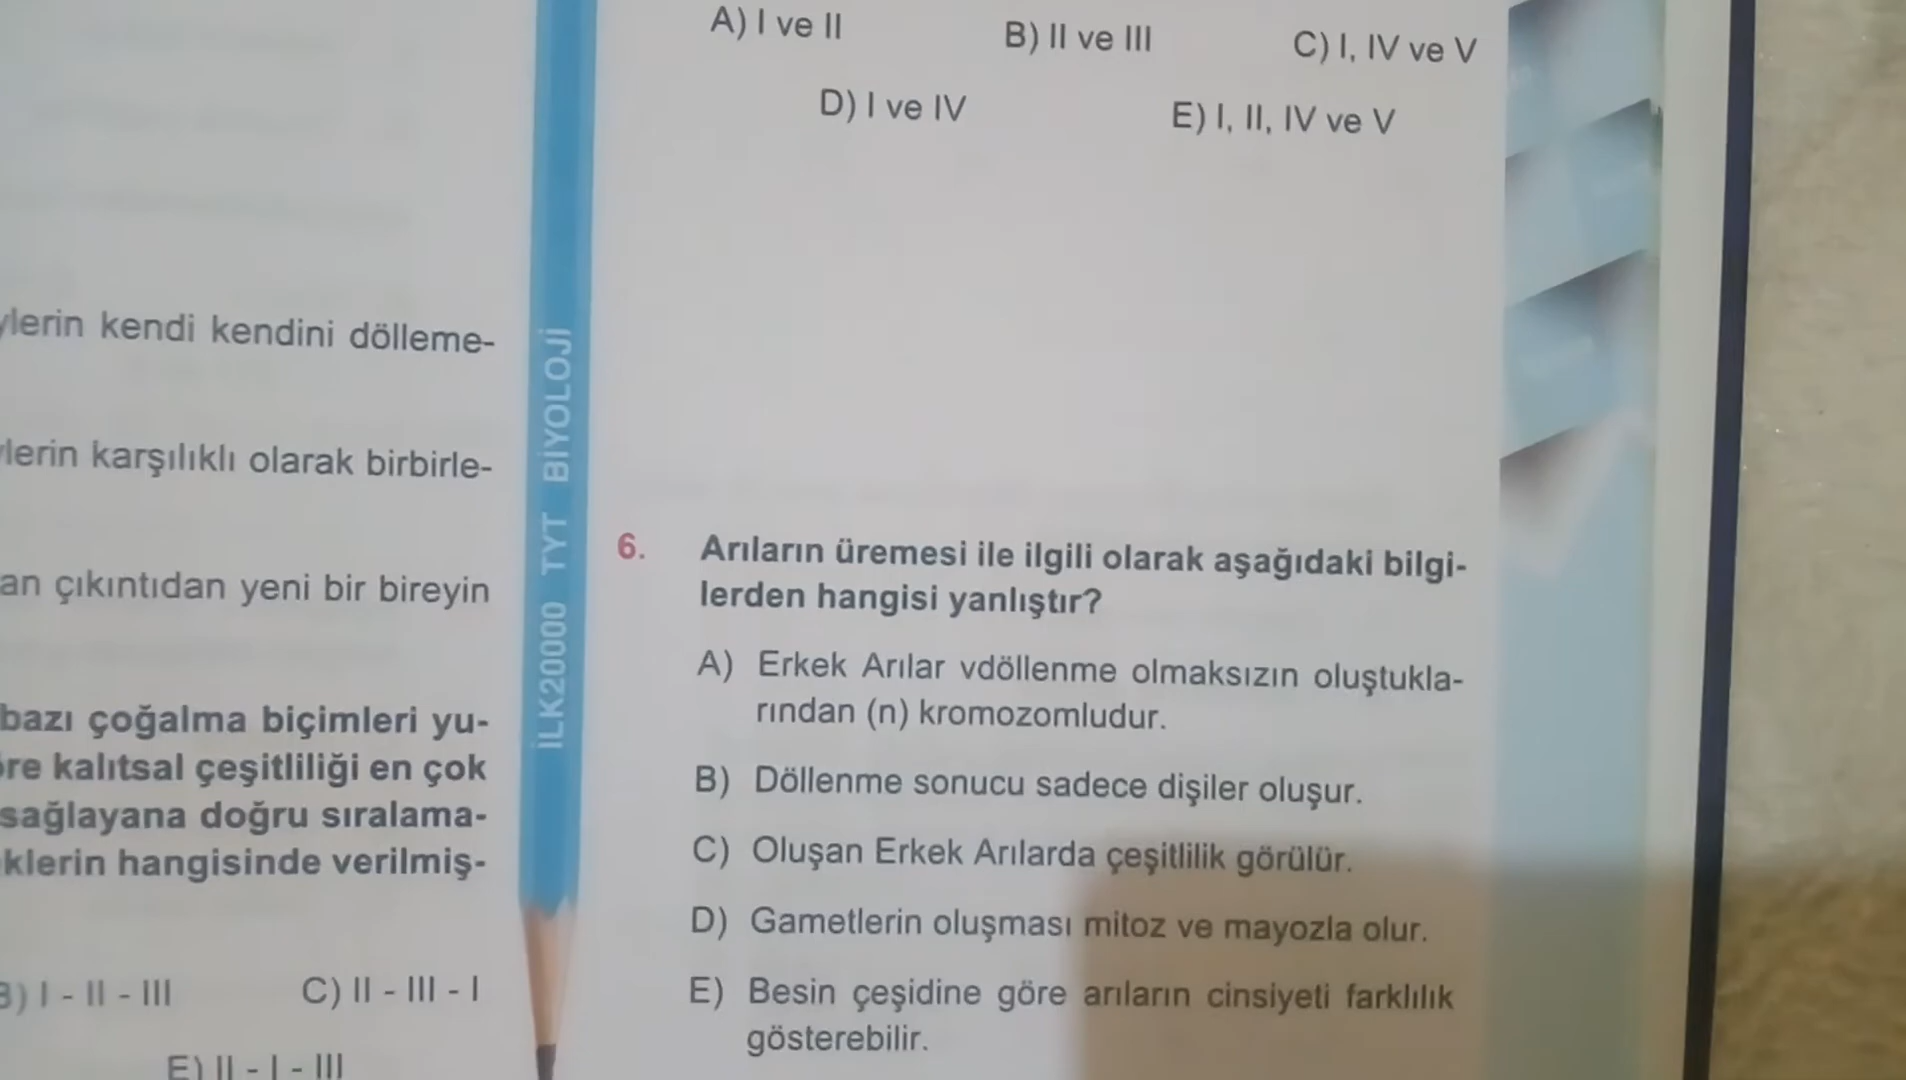 ylerin kendi kendini dölleme-
lerin karşılıklı olarak birbirle-
an çıkıntıdan yeni bir bireyin
bazı çoğalma biçimleri yu-
re kalıtsal çeşitliliği en çok
sağlayana doğru sıralama-
klerin hangisinde verilmiş-
B) I - II - III C) II - III - I
E) II - I - III
İLK20000 TYT BİYOLOJİ
A) I ve II B) II ve III C) I, IV ve V
D) I ve IV E) I, II, IV ve V
6. Arıların üremesi ile ilgili olarak aşağıdaki bilgi-
lerden hangisi yanlıştır?
A) Erkek Arılar vdöllenme olmaksızın oluştukla-
rından (n) kromozomludur.
B) Döllenme sonucu sadece dişiler oluşur.
C) Oluşan Erkek Arılarda çeşitlilik görülür.
D) Gametlerin oluşması mitoz ve mayozla olur.
E) Besin çeşidine göre arıların cinsiyeti farklılık
gösterebilir.